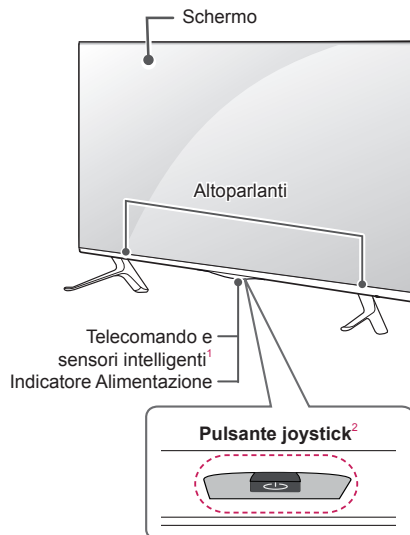 Schermo
Altoparlanti
Telecomando e
sensori intelligenti1
Indicatore Alimentazione
Pulsante joystick2